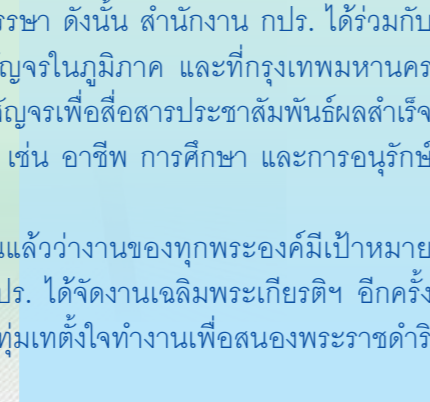 รรษา ดังนั้น สำนักงาน กปร. ได้ร่วมกับ
ัญจรในภูมิภาค และที่กรุงเทพมหานคร
ัญจรเพื่อสื่อสารประชาสัมพันธ์ผลสำเร็จ
เช่น อาชีพ การศึกษา และการอนุรักษ์
นแล้วว่างานของทุกพระองค์มีเป้าหมาย
ปร. ได้จัดงานเฉลิมพระเกียรติฯ อีกครั้ง
ทุ่มเทตั้งใจทำงานเพื่อสนองพระราชดำริ